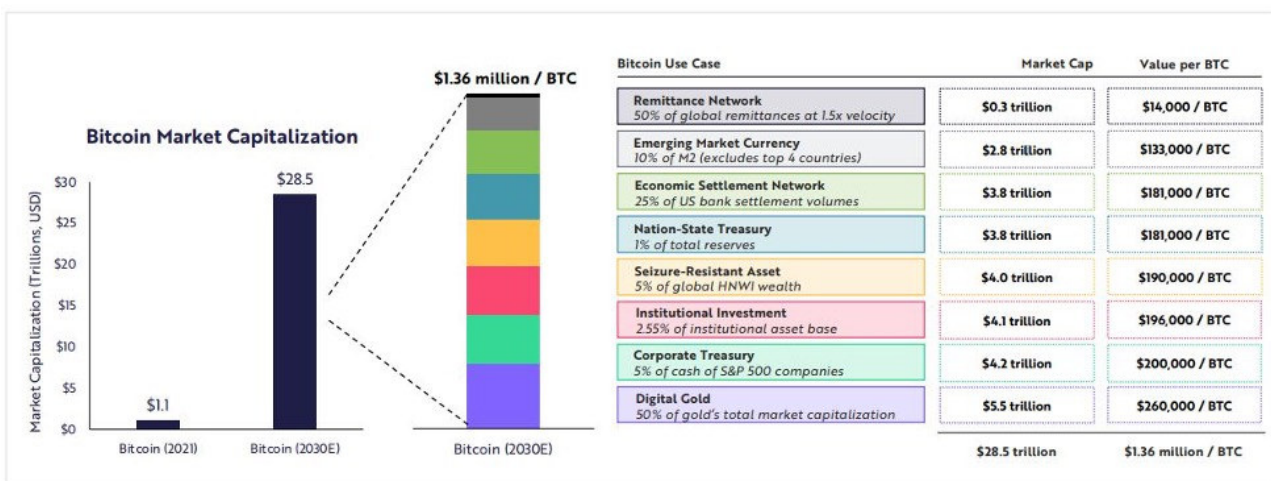 Bitcoin Market Capitalization
Market Capitalization (Trillions, USD)
$30
$25
$20
$15
$10
$5
$0
$1.1
$28.5
Bitcoin (2021)
Bitcoin (2030E)
$1.36 million / BTC
Bitcoin (2030E)
Bitcoin Use Case Market Cap Value per BTC
Remittance Network
50% of global remittances at 1.5x velocity
$0.3 trillion
$14,000 / BTC
Emerging Market Currency
10% of M2 (excludes top 4 countries)
$2.8 trillion
$133,000 / BTC
Economic Settlement Network
25% of US bank settlement volumes
$3.8 trillion
$181,000 / BTC
Nation-State Treasury
1% of total reserves
$3.8 trillion
$181,000 / BTC
Seizure-Resistant Asset
5% of global HNWI wealth
$4.0 trillion
$190,000 / BTC
Institutional Investment
2.55% of institutional asset base
$4.1 trillion
$196,000 / BTC
Corporate Treasury
5% of cash of S&P 500 companies
$4.2 trillion
$200,000 / BTC
Digital Gold
50% of gold's total market capitalization
$5.5 trillion
$260,000 / BTC
$28.5 trillion
$1.36 million / BTC